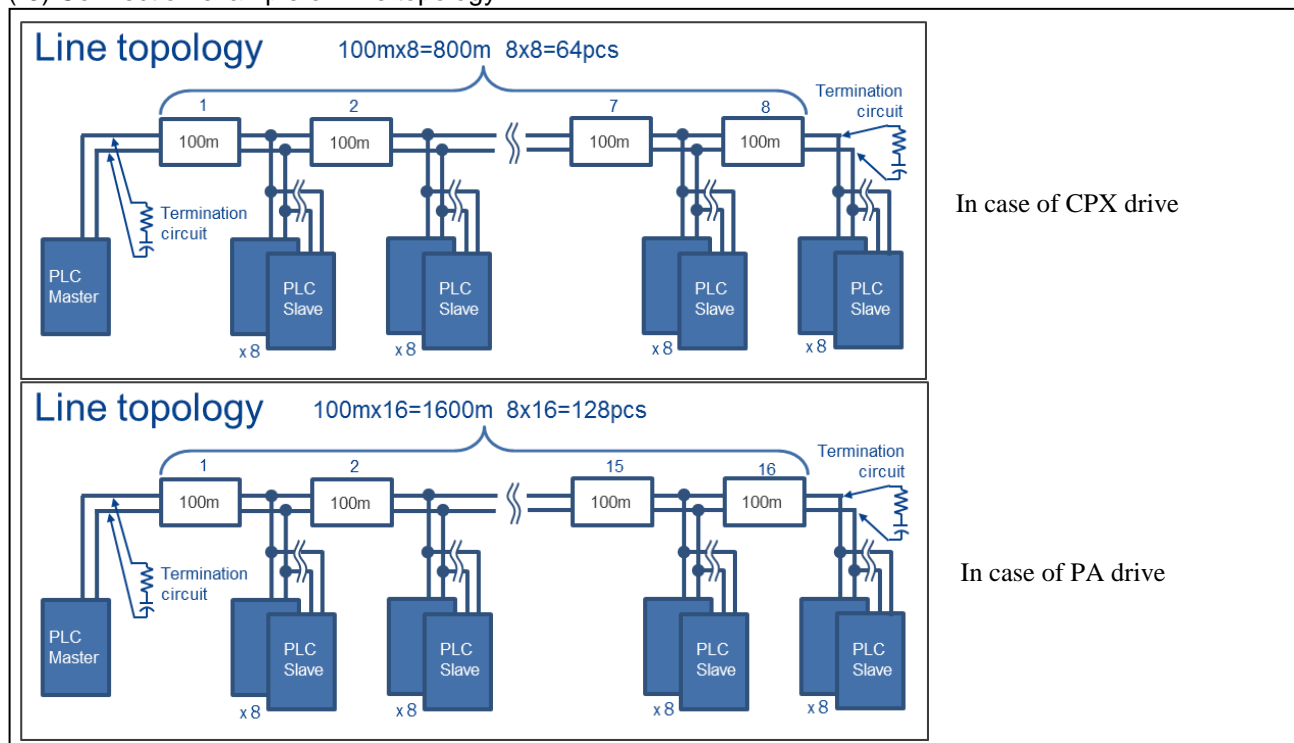 Line topology
100mx8=800m 8x8=64pcs
1
2
7
8
100m
100m
100m
100m
Termination
circuit
Termination
circuit
PLC
Master
PLC
Slave
PLC
Slave
PLC
Slave
PLC
Slave
x 8
x 8
x 8
x 8
In case of CPX drive
Line topology
100mx16=1600m 8x16=128pcs
1
2
15
16
100m
100m
100m
100m
Termination
circuit
Termination
circuit
PLC
Master
PLC
Slave
PLC
Slave
PLC
Slave
PLC
Slave
x 8
x 8
x 8
x 8
In case of PA drive